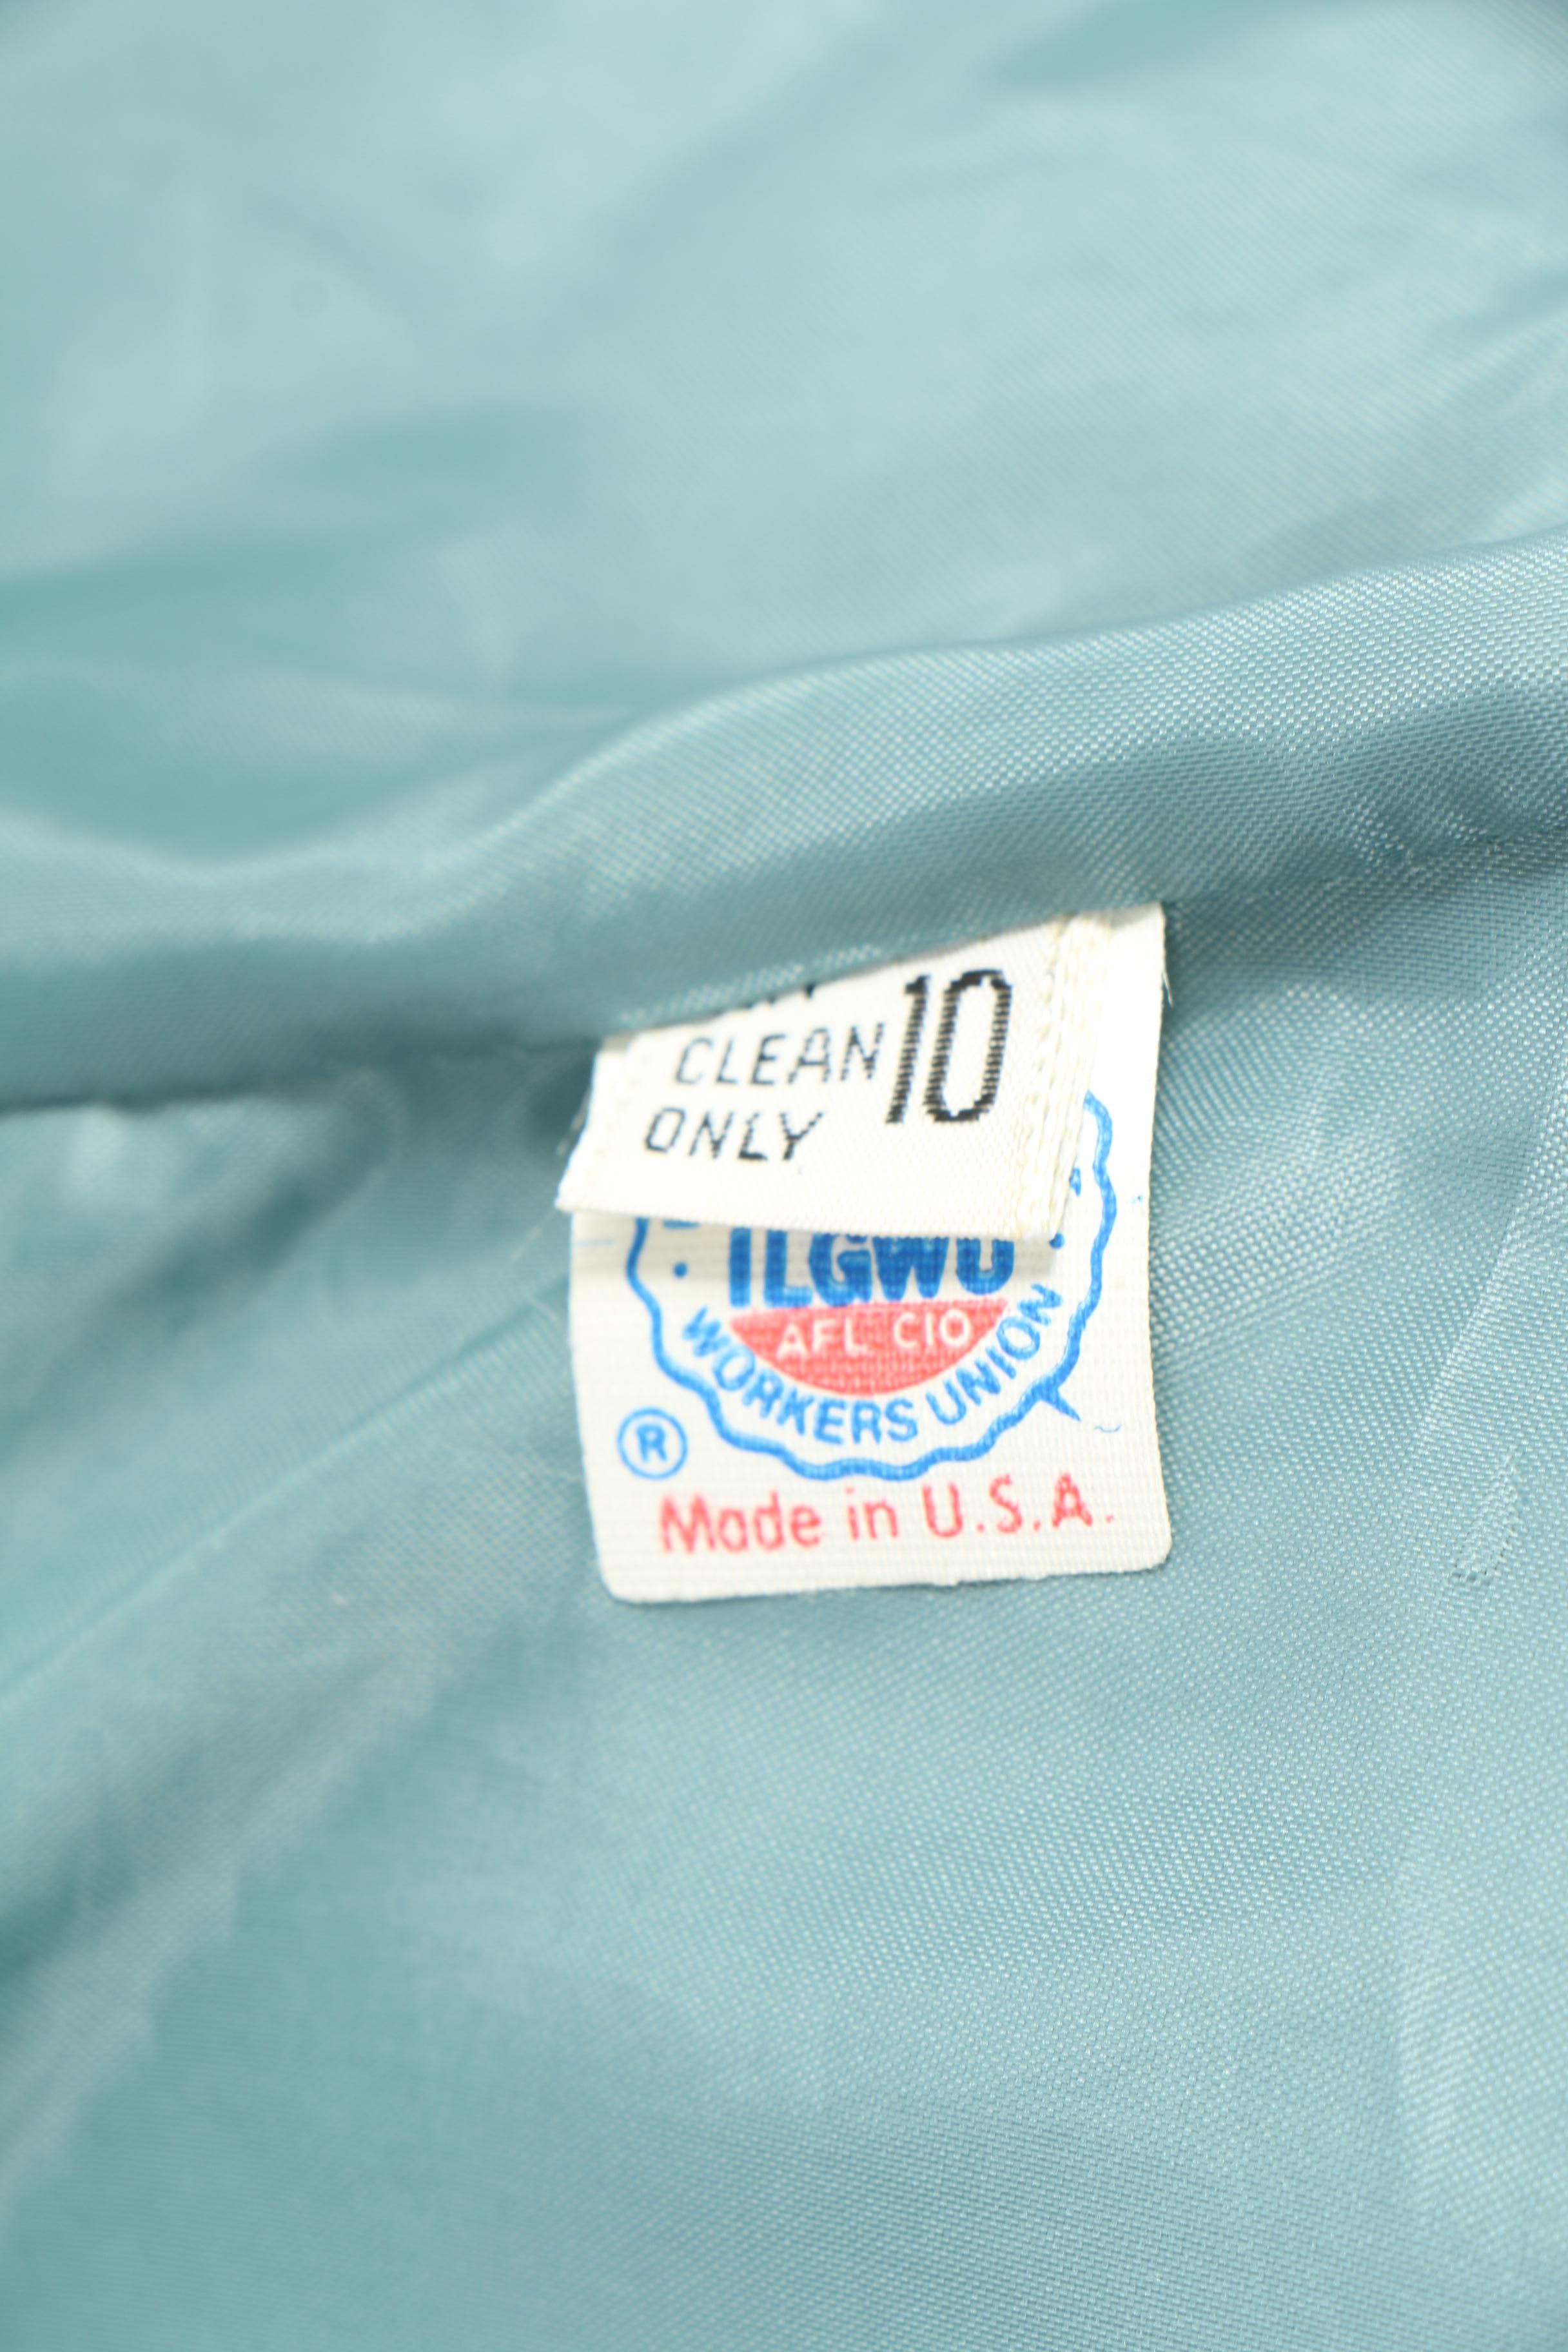 CLEAN 10
ONLY
ILGWU
AFL-CIO
WORKERS UNION
®
Made in U.S.A.